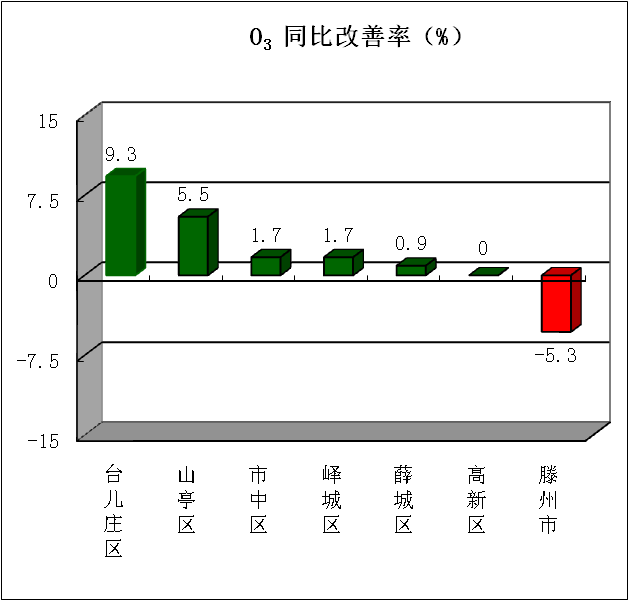 O₃ 同比改善率（%）
15
7.5
0
-7.5
-15
9.3
5.5
1.7
1.7
0.9
0
-5.3
台儿庄区
山亭区
市中区
峄城区
薛城区
高新区
滕州市